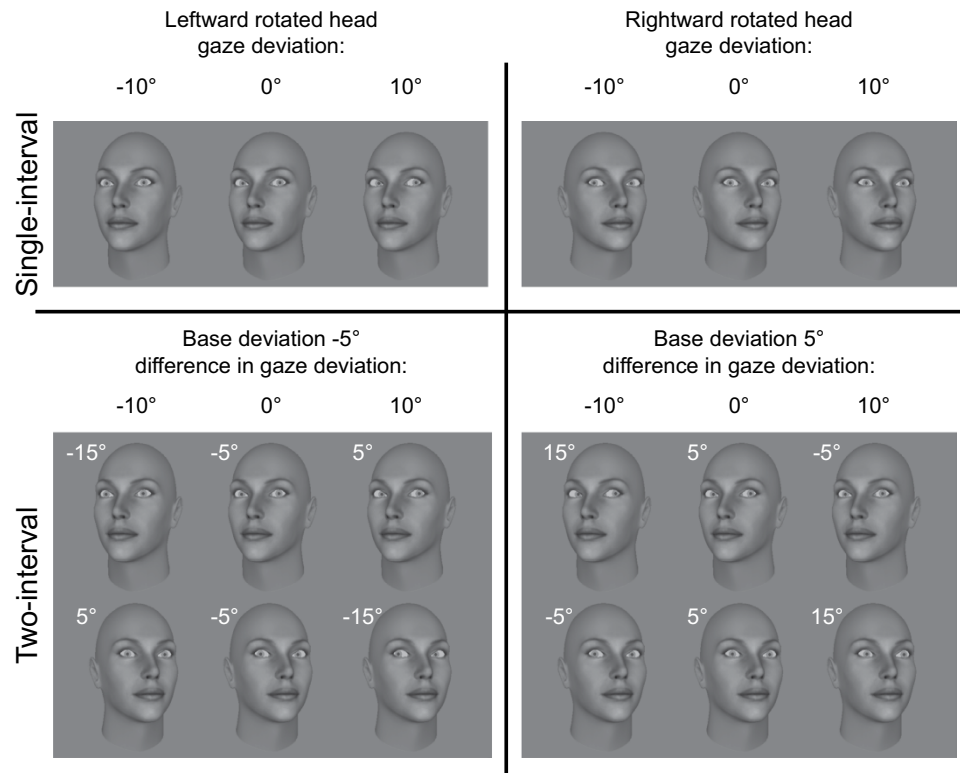 Leftward rotated head
gaze deviation:
-10° 0° 10°
Rightward rotated head
gaze deviation:
-10° 0° 10°
Single-interval
Base deviation -5°
difference in gaze deviation:
-10° 0° 10°
Base deviation 5°
difference in gaze deviation:
-10° 0° 10°
Two-interval
-15° -5° 5°
5° -5° -15°
15° 5° -5°
-5° 5° 15°